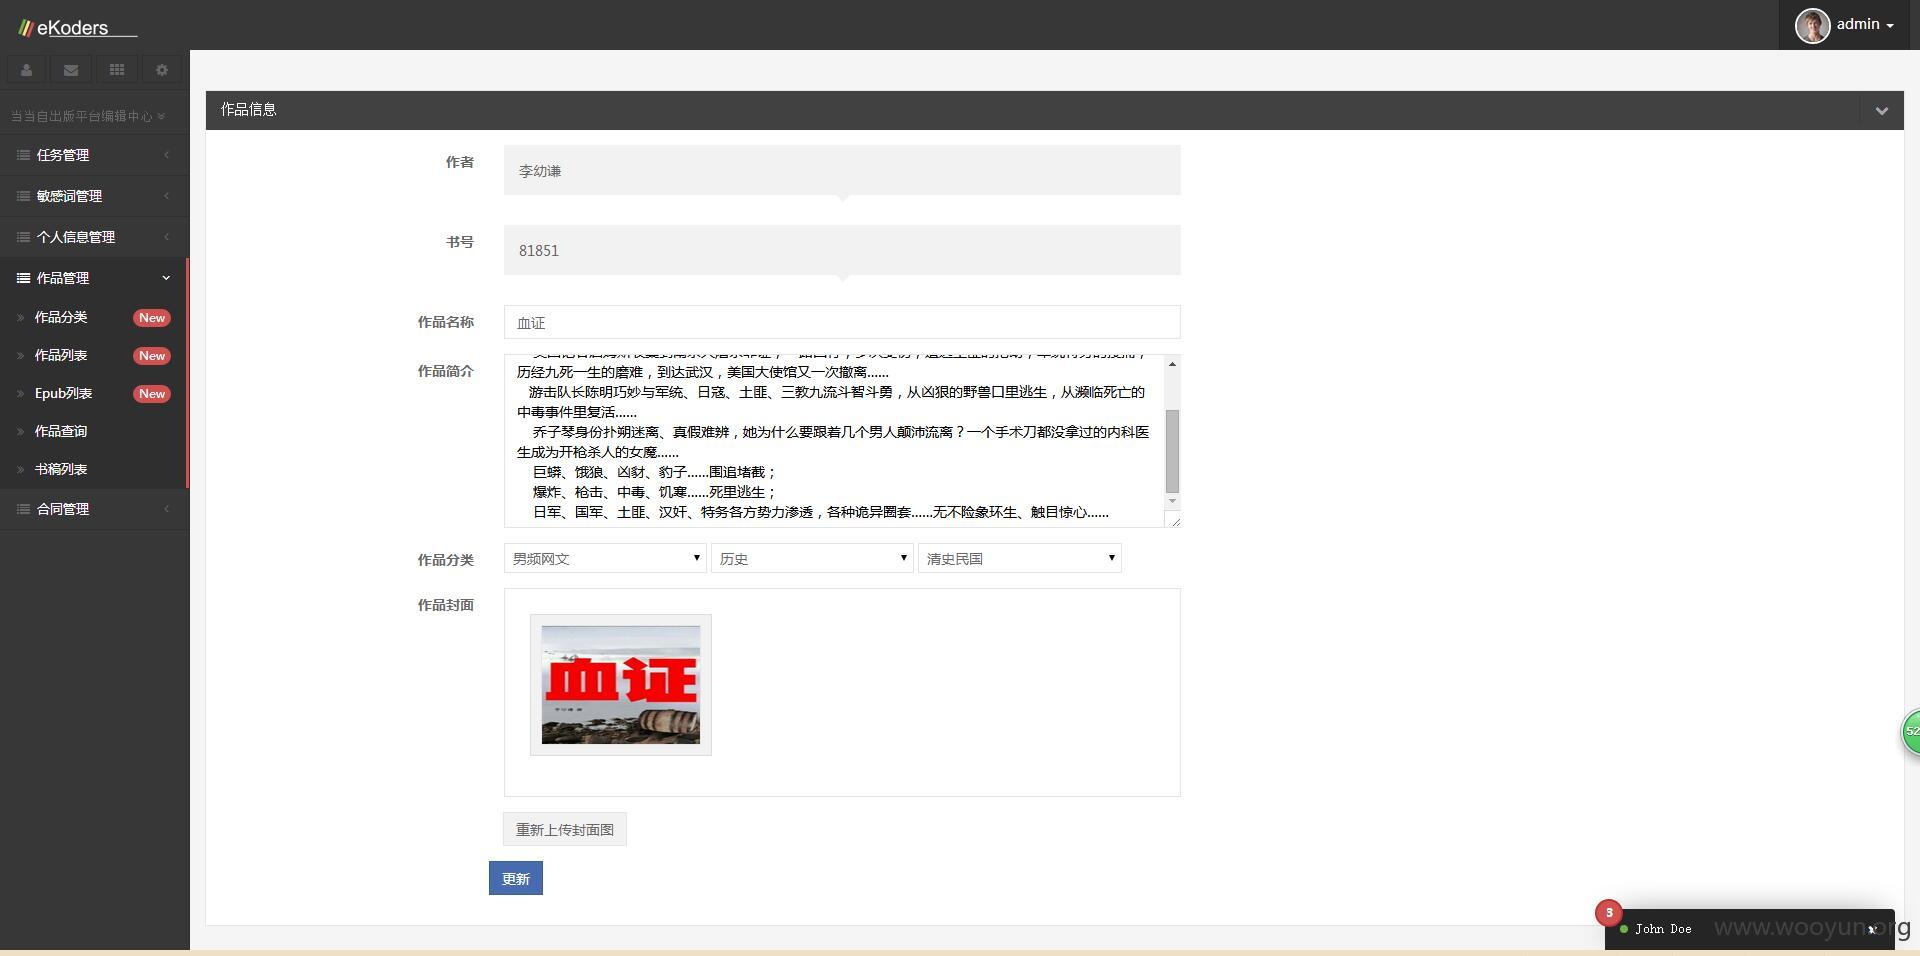 eKoders
admin
当当自出版平台编辑中心
任务管理
敏感词管理
个人信息管理
作品管理
作品分类 New
作品列表 New
Epub列表 New
作品查询
书稿列表
合同管理
作品信息
作者 李幼谦
书号 81851
作品名称 血证
作品简介
历经九死一生的磨难，到达武汉，美国大使馆又一次撤离......
游击队长陈明巧妙与军统、日寇、土匪、三教九流斗智斗勇，从凶狠的野兽口里逃生，从濒临死亡的
中毒事件里复活......
乔子琴身份扑朔迷离、真假难辨，她为什么要跟着几个男人颠沛流离？一个手术刀都没拿过的内科医
生成为开枪杀人的女魔......
巨蟒、饿狼、凶豺、豹子......围追堵截；
爆炸、枪击、中毒、饥寒......死里逃生；
日军、国军、土匪、汉奸、特务各方势力渗透，各种诡异圈套......无不险象环生、触目惊心......
作品分类 男频网文 历史 清史民国
作品封面
血证
重新上传封面图
更新
52
3
John Doe
www.wooyun.org